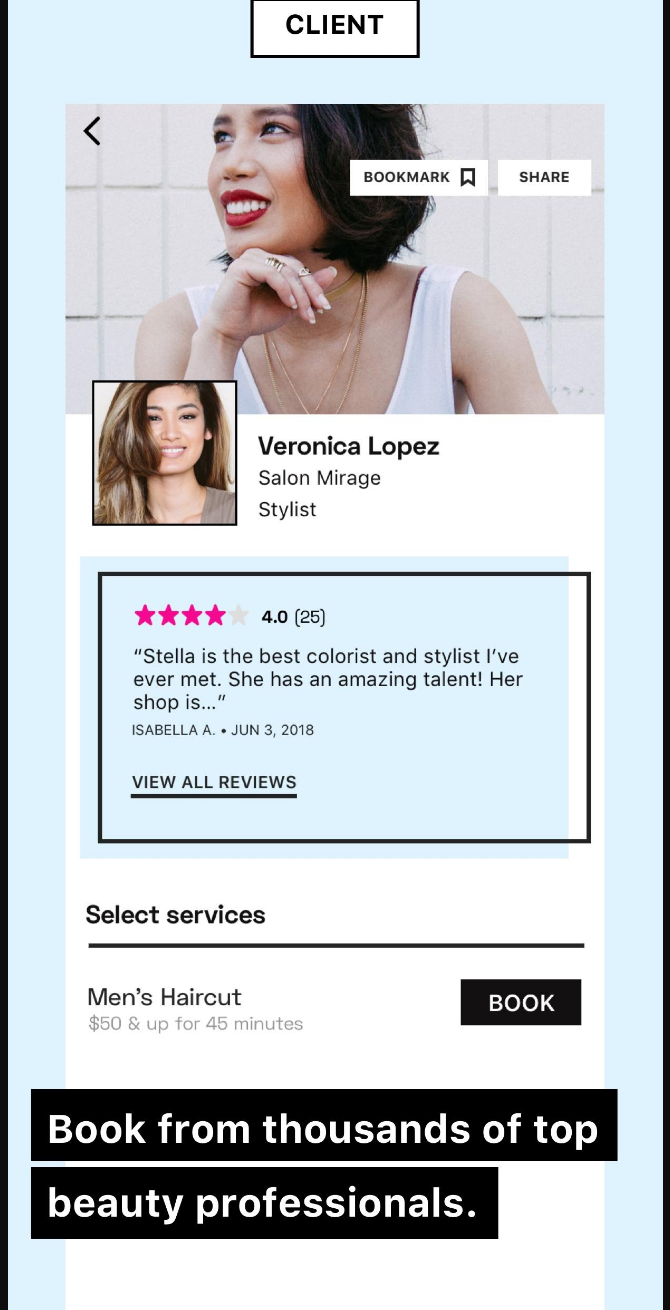 CLIENT
BOOKMARK
SHARE
Veronica Lopez
Salon Mirage
Stylist
4.0 (25)
“Stella is the best colorist and stylist I’ve
ever met. She has an amazing talent! Her
shop is...”
ISABELLA A. • JUN 3, 2018
VIEW ALL REVIEWS
Select services
Men’s Haircut
$50 & up for 45 minutes
BOOK
Book from thousands of top
beauty professionals.